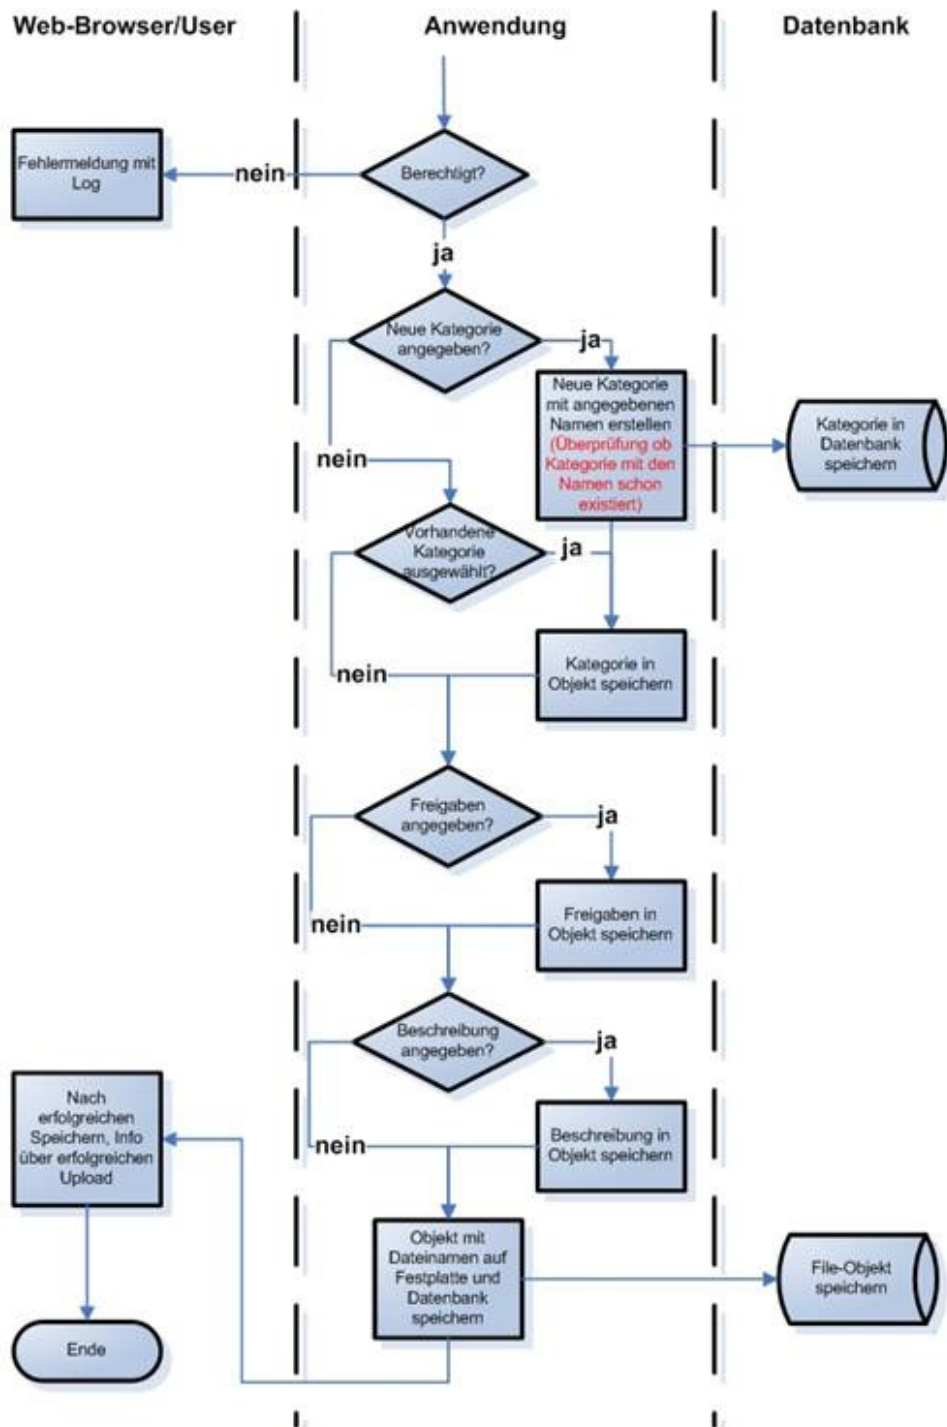 Web-Browser/User
Anwendung
Datenbank
Berechtigt?
nein
Fehlermeldung mit
Log
ja
Neue Kategorie
angegeben?
ja
Neue Kategorie
mit angegebenen
Namen erstellen
(Überprüfung ob
Kategorie mit den
Namen schon
existiert)
Kategorie in
Datenbank
speichern
nein
Vorhandene
Kategorie
ausgewählt?
ja
Kategorie in
Objekt speichern
nein
Freigaben
angegeben?
ja
Freigaben in
Objekt speichern
nein
Beschreibung
angegeben?
ja
Beschreibung in
Objekt speichern
nein
Objekt mit
Dateinamen auf
Festplatte und
Datenbank
speichern
File-Objekt
speichern
Nach
erfolgreichen
Speichern, Info
über erfolgreichen
Upload
Ende